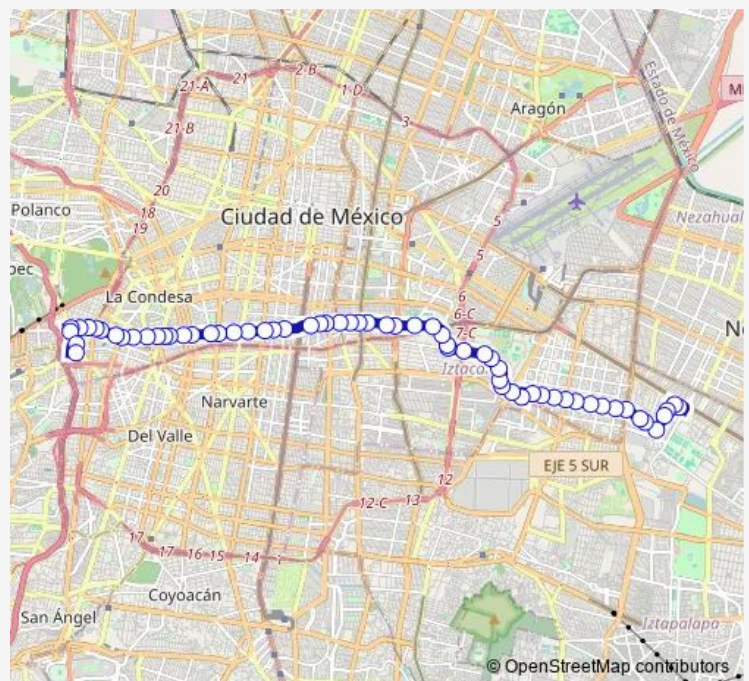 Aragón
Estado de México
21-A
21
2-B
1-D
3
21-B
20
18
19
Polanco
Ciudad de México
5
5
Nezahual
pec
La Condesa
6
6-C
7-C
Iztaca
Narvarte
Del Valle
EJE 5 SUR
12
12-C
13
17
17
16
15
14
Coyoacán
San Ángel
Iztapalapa
© OpenStreetMap contributors